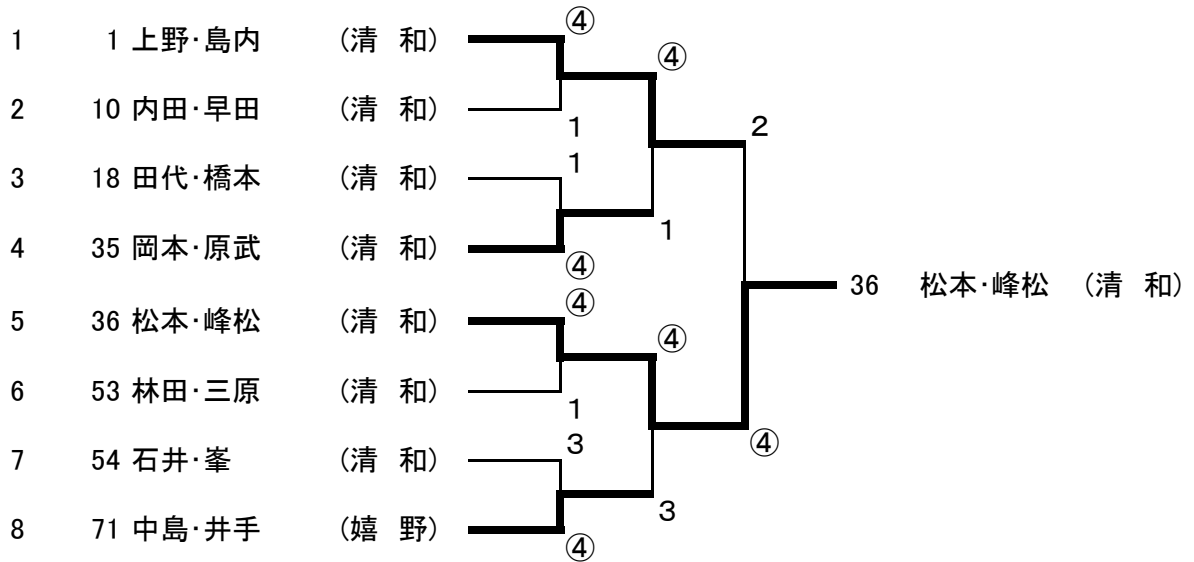 ④
1 1 上野・島内 (清 和)
④
2 10 内田・早田 (清 和)
1
2
1
3 18 田代・橋本 (清 和)
1
4 35 岡本・原武 (清 和)
④
36 松本・峰松 (清 和)
④
5 36 松本・峰松 (清 和)
④
6 53 林田・三原 (清 和)
1
3
④
7 54 石井・峯 (清 和)
3
8 71 中島・井手 (嬉 野)
④